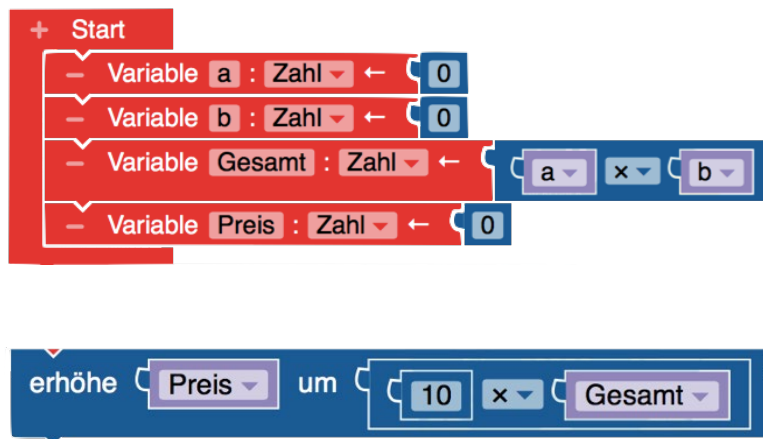 + Start
– Variable a : Zahl ← 0
– Variable b : Zahl ← 0
– Variable Gesamt : Zahl ← a × b
– Variable Preis : Zahl ← 0
erhöhe Preis um 10 × Gesamt